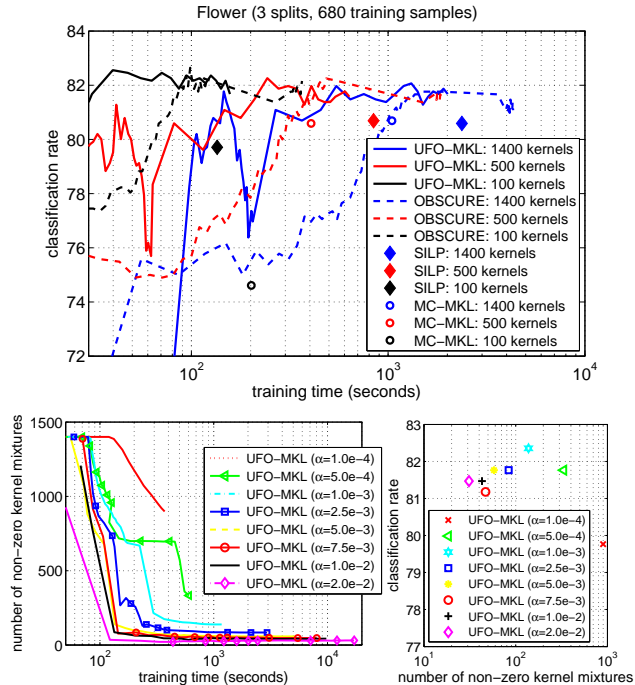 Flower (3 splits, 680 training samples)
84
82
80
78
76
74
72
classification rate
10^2
10^3
10^4
training time (seconds)
UFO−MKL: 1400 kernels
UFO−MKL: 500 kernels
UFO−MKL: 100 kernels
OBSCURE: 1400 kernels
OBSCURE: 500 kernels
OBSCURE: 100 kernels
SILP: 1400 kernels
SILP: 500 kernels
SILP: 100 kernels
MC−MKL: 1400 kernels
MC−MKL: 500 kernels
MC−MKL: 100 kernels
1500
1000
500
0
number of non−zero kernel mixtures
10^2
10^3
10^4
training time (seconds)
UFO−MKL (α=1.0e−4)
UFO−MKL (α=5.0e−4)
UFO−MKL (α=1.0e−3)
UFO−MKL (α=2.5e−3)
UFO−MKL (α=5.0e−3)
UFO−MKL (α=7.5e−3)
UFO−MKL (α=1.0e−2)
UFO−MKL (α=2.0e−2)
83
82
81
80
79
78
77
classification rate
10^1
10^2
10^3
number of non−zero kernel mixtures
UFO−MKL (α=1.0e−4)
UFO−MKL (α=5.0e−4)
UFO−MKL (α=1.0e−3)
UFO−MKL (α=2.5e−3)
UFO−MKL (α=5.0e−3)
UFO−MKL (α=7.5e−3)
UFO−MKL (α=1.0e−2)
UFO−MKL (α=2.0e−2)